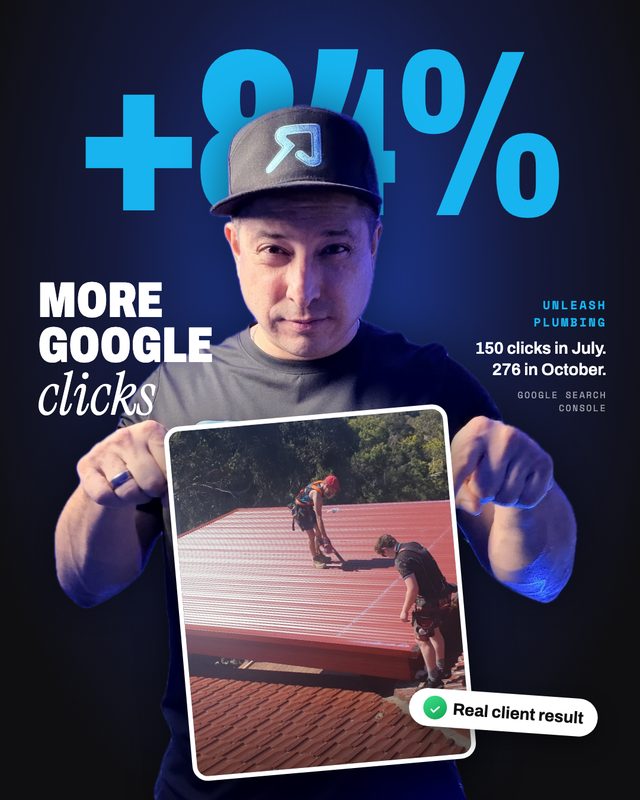 +84%
MORE
GOOGLE
clicks
UNLEASH
PLUMBING
150 clicks in July.
276 in October.
GOOGLE SEARCH
CONSOLE
Real client result